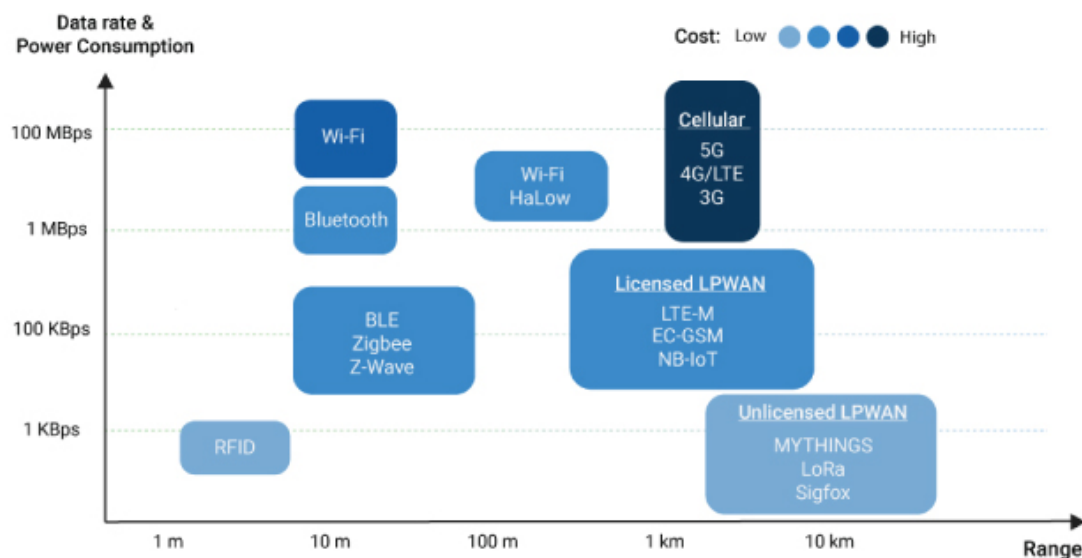 Data rate &
Power Consumption
Cost: Low High
100 MBps
Wi-Fi
Cellular
5G
4G/LTE
3G
Wi-Fi
HaLow
Bluetooth
1 MBps
Licensed LPWAN
LTE-M
EC-GSM
NB-IoT
BLE
Zigbee
Z-Wave
100 KBps
Unlicensed LPWAN
MYTHINGS
LoRa
Sigfox
1 KBps
RFID
1 m 10 m 100 m 1 km 10 km Range